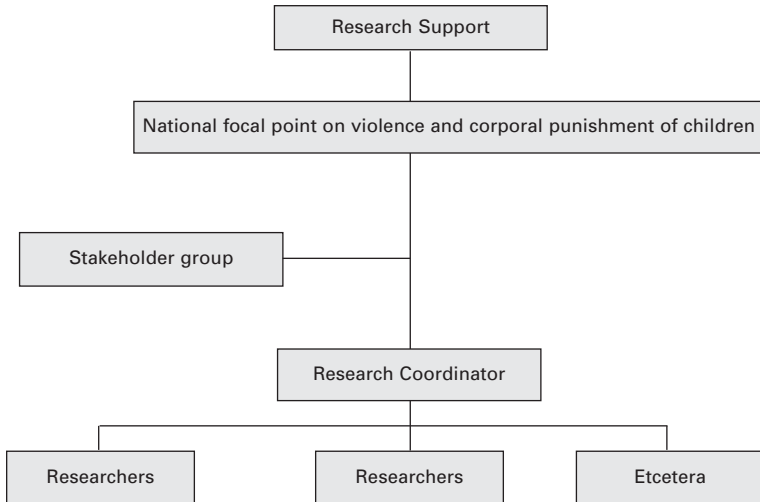 Research Support
National focal point on violence and corporal punishment of children
Stakeholder group
Research Coordinator
Researchers
Researchers
Etcetera